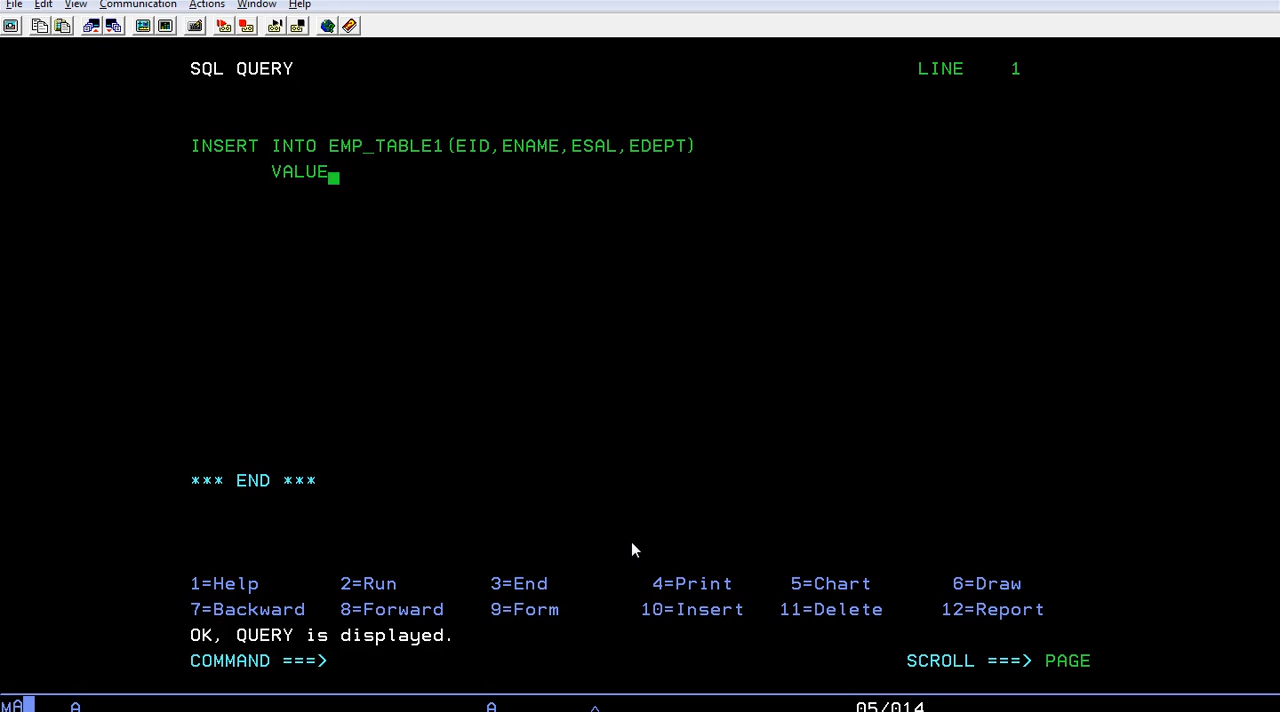 File Edit View Communication Actions Window Help
SQL QUERY LINE 1
INSERT INTO EMP_TABLE1(EID,ENAME,ESAL,EDEPT)
VALUE
*** END ***
1=Help 2=Run 3=End 4=Print 5=Chart 6=Draw
7=Backward 8=Forward 9=Form 10=Insert 11=Delete 12=Report
OK, QUERY is displayed.
COMMAND ===> SCROLL ===> PAGE
MA A A ^ 05/014